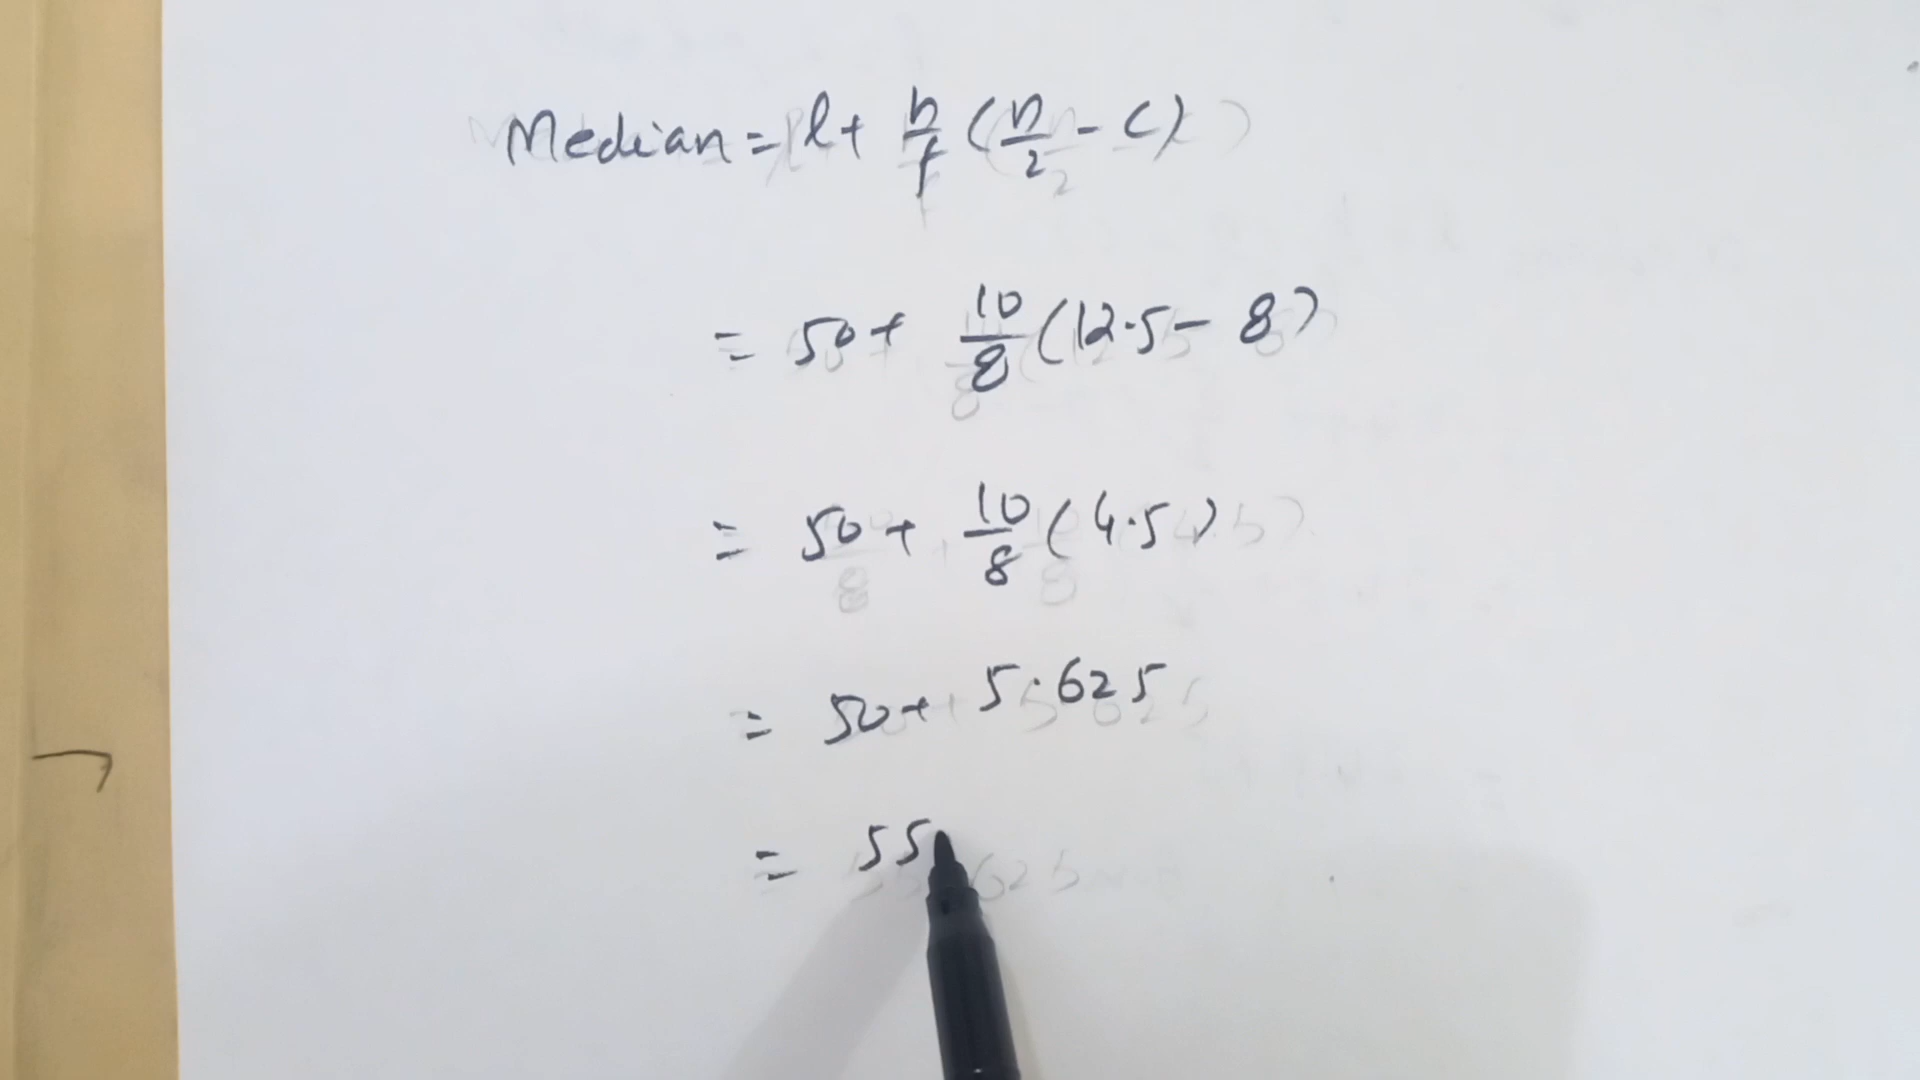 Median = l + h/f (n/2 - C)
= 50 + 10/8 (12.5 - 8)
= 50 + 10/8 (4.5)
= 50 + 5.625
= 55